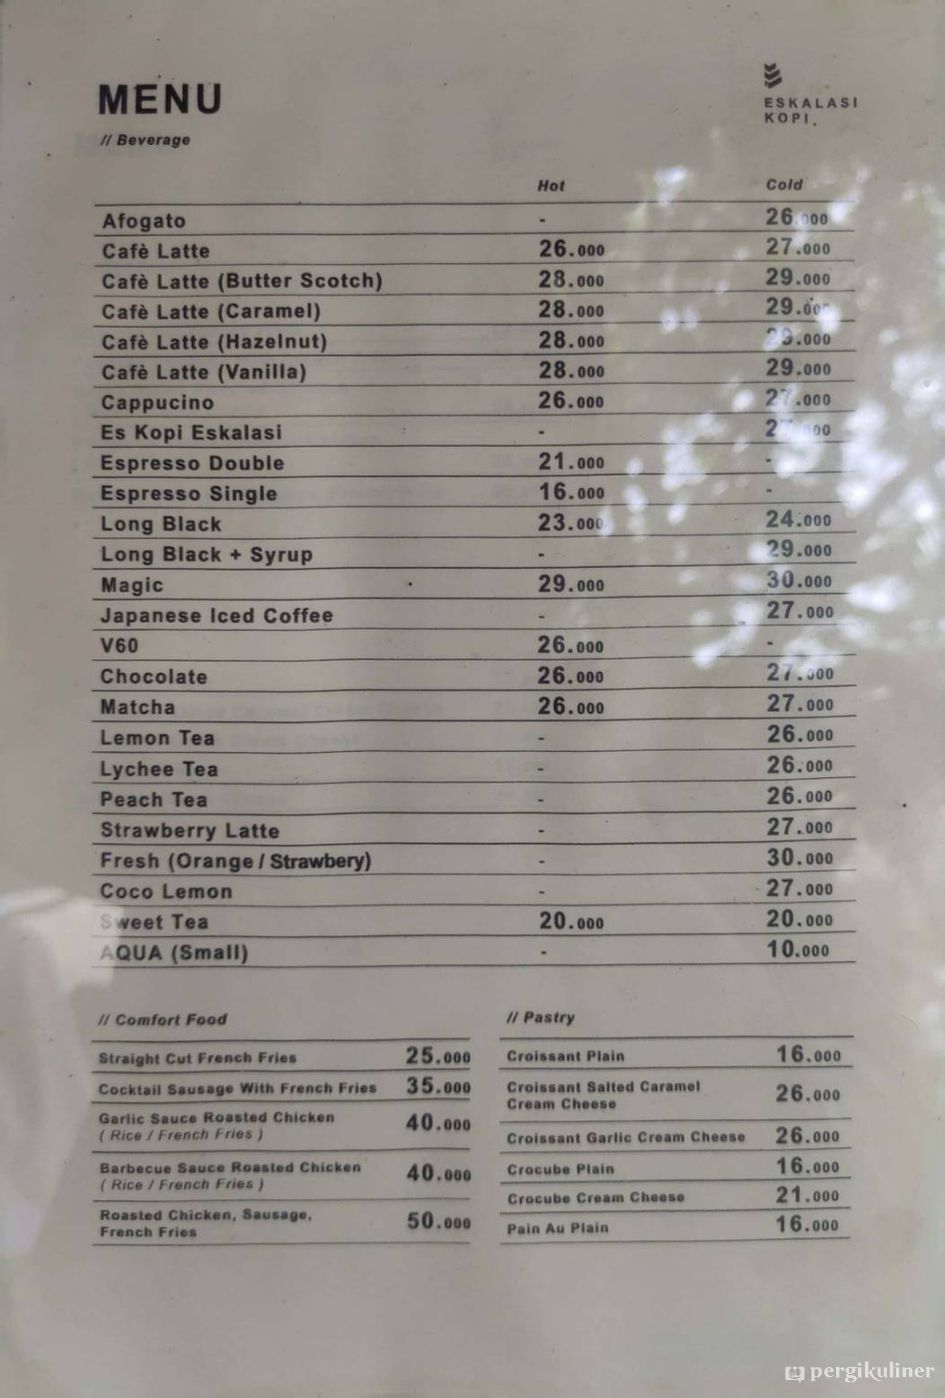 MENU
// Beverage
ESKALASI
KOPI.
Hot Cold
Afogato - 26.000
Cafè Latte 26.000 27.000
Cafè Latte (Butter Scotch) 28.000 29.000
Cafè Latte (Caramel) 28.000 29.000
Cafè Latte (Hazelnut) 28.000 29.000
Cafè Latte (Vanilla) 28.000 29.000
Cappucino 26.000 27.000
Es Kopi Eskalasi -
Espresso Double 21.000 -
Espresso Single 16.000 -
Long Black 23.000 24.000
Long Black + Syrup - 29.000
Magic 29.000 30.000
Japanese Iced Coffee - 27.000
V60 26.000 -
Chocolate 26.000 27.000
Matcha 26.000 27.000
Lemon Tea - 26.000
Lychee Tea - 26.000
Peach Tea - 26.000
Strawberry Latte - 27.000
Fresh (Orange / Strawbery) - 30.000
Coco Lemon - 27.000
Sweet Tea 20.000 20.000
AQUA (Small) - 10.000
// Comfort Food
Straight Cut French Fries 25.000
Cocktail Sausage With French Fries 35.000
Garlic Sauce Roasted Chicken 40.000
( Rice / French Fries )
Barbecue Sauce Roasted Chicken 40.000
( Rice / French Fries )
Roasted Chicken, Sausage, 50.000
French Fries
// Pastry
Croissant Plain 16.000
Croissant Salted Caramel 26.000
Cream Cheese
Croissant Garlic Cream Cheese 26.000
Crocube Plain 16.000
Crocube Cream Cheese 21.000
Pain Au Plain 16.000
pergikuliner